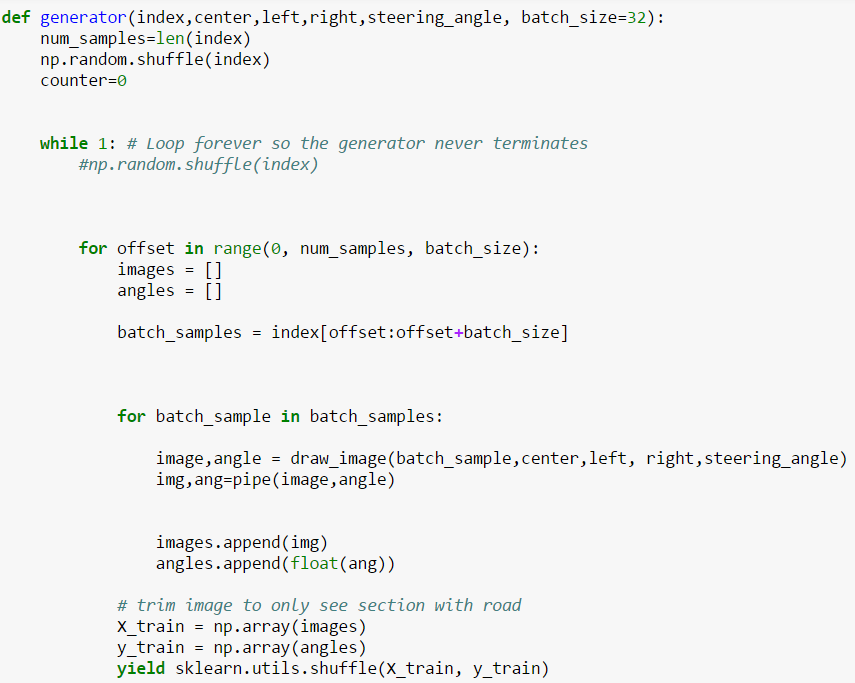 def generator(index,center,left,right,steering_angle, batch_size=32):
    num_samples=len(index)
    np.random.shuffle(index)
    counter=0
    while 1: # Loop forever so the generator never terminates
        #np.random.shuffle(index)
        for offset in range(0, num_samples, batch_size):
            images = []
            angles = []
            batch_samples = index[offset:offset+batch_size]
            for batch_sample in batch_samples:
                image,angle = draw_image(batch_sample,center,left, right,steering_angle)
                img,ang=pipe(image,angle)
                images.append(img)
                angles.append(float(ang))
            # trim image to only see section with road
            X_train = np.array(images)
            y_train = np.array(angles)
            yield sklearn.utils.shuffle(X_train, y_train)